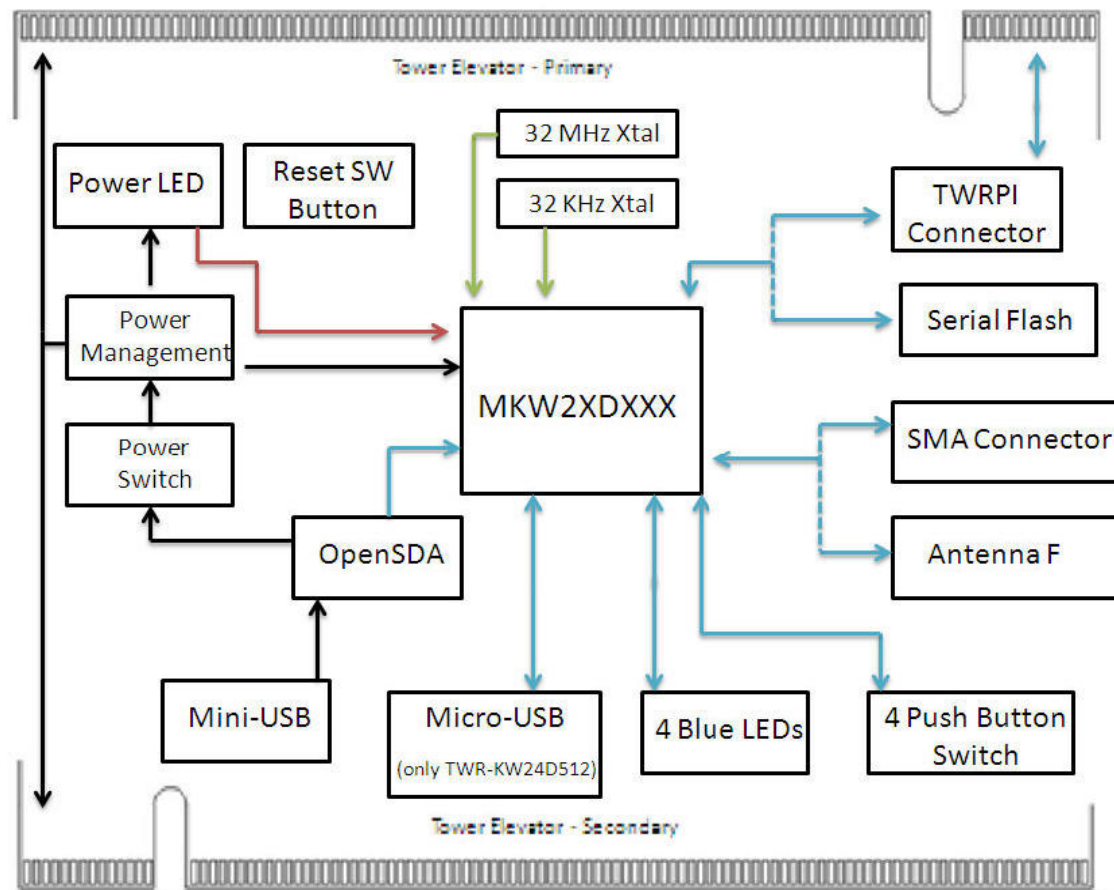 Tower Elevator - Primary
32 MHz Xtal
Power LED
Reset SW
Button
32 KHz Xtal
TWRPI
Connector
Power
Management
Serial Flash
MKW2XDXXX
Power
Switch
SMA Connector
OpenSDA
Antenna F
Mini-USB
Micro-USB
(only TWR-KW24D512)
4 Blue LEDs
4 Push Button
Switch
Tower Elevator - Secondary